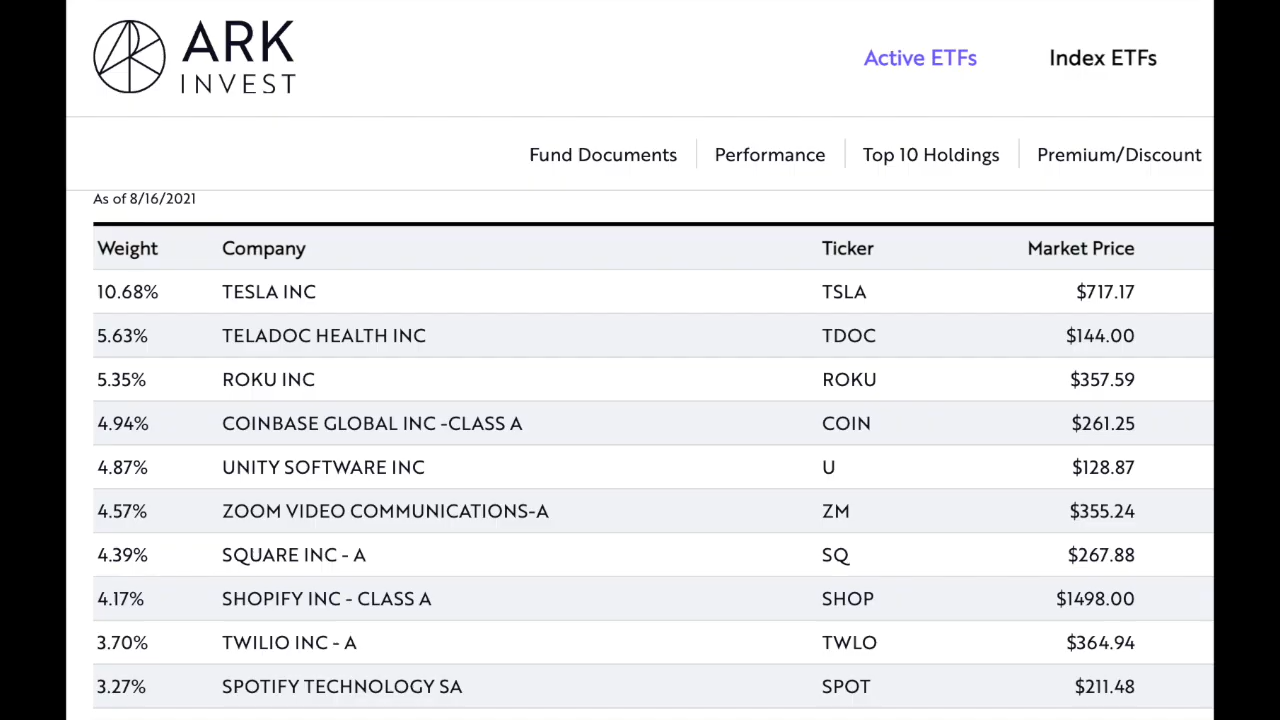 ARK
INVEST
Active ETFs Index ETFs
Fund Documents Performance Top 10 Holdings Premium/Discount
As of 8/16/2021
Weight Company Ticker Market Price
10.68% TESLA INC TSLA $717.17
5.63% TELADOC HEALTH INC TDOC $144.00
5.35% ROKU INC ROKU $357.59
4.94% COINBASE GLOBAL INC -CLASS A COIN $261.25
4.87% UNITY SOFTWARE INC U $128.87
4.57% ZOOM VIDEO COMMUNICATIONS-A ZM $355.24
4.39% SQUARE INC - A SQ $267.88
4.17% SHOPIFY INC - CLASS A SHOP $1498.00
3.70% TWILIO INC - A TWLO $364.94
3.27% SPOTIFY TECHNOLOGY SA SPOT $211.48